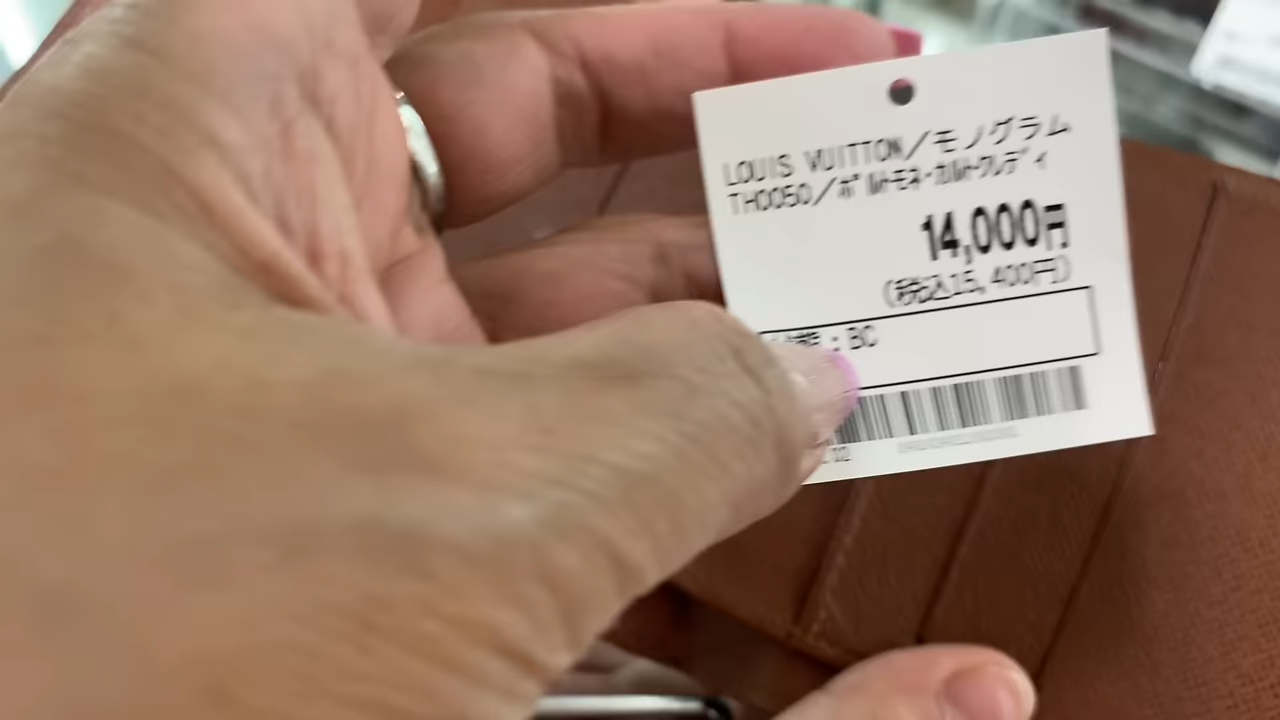 LOUIS VUITTON／モノグラム
TH0050／ﾎﾟﾙﾄﾓﾈ･ｶﾙﾄｸﾚﾃﾞｨ
14,000円
(税込15,400円)
態：BC